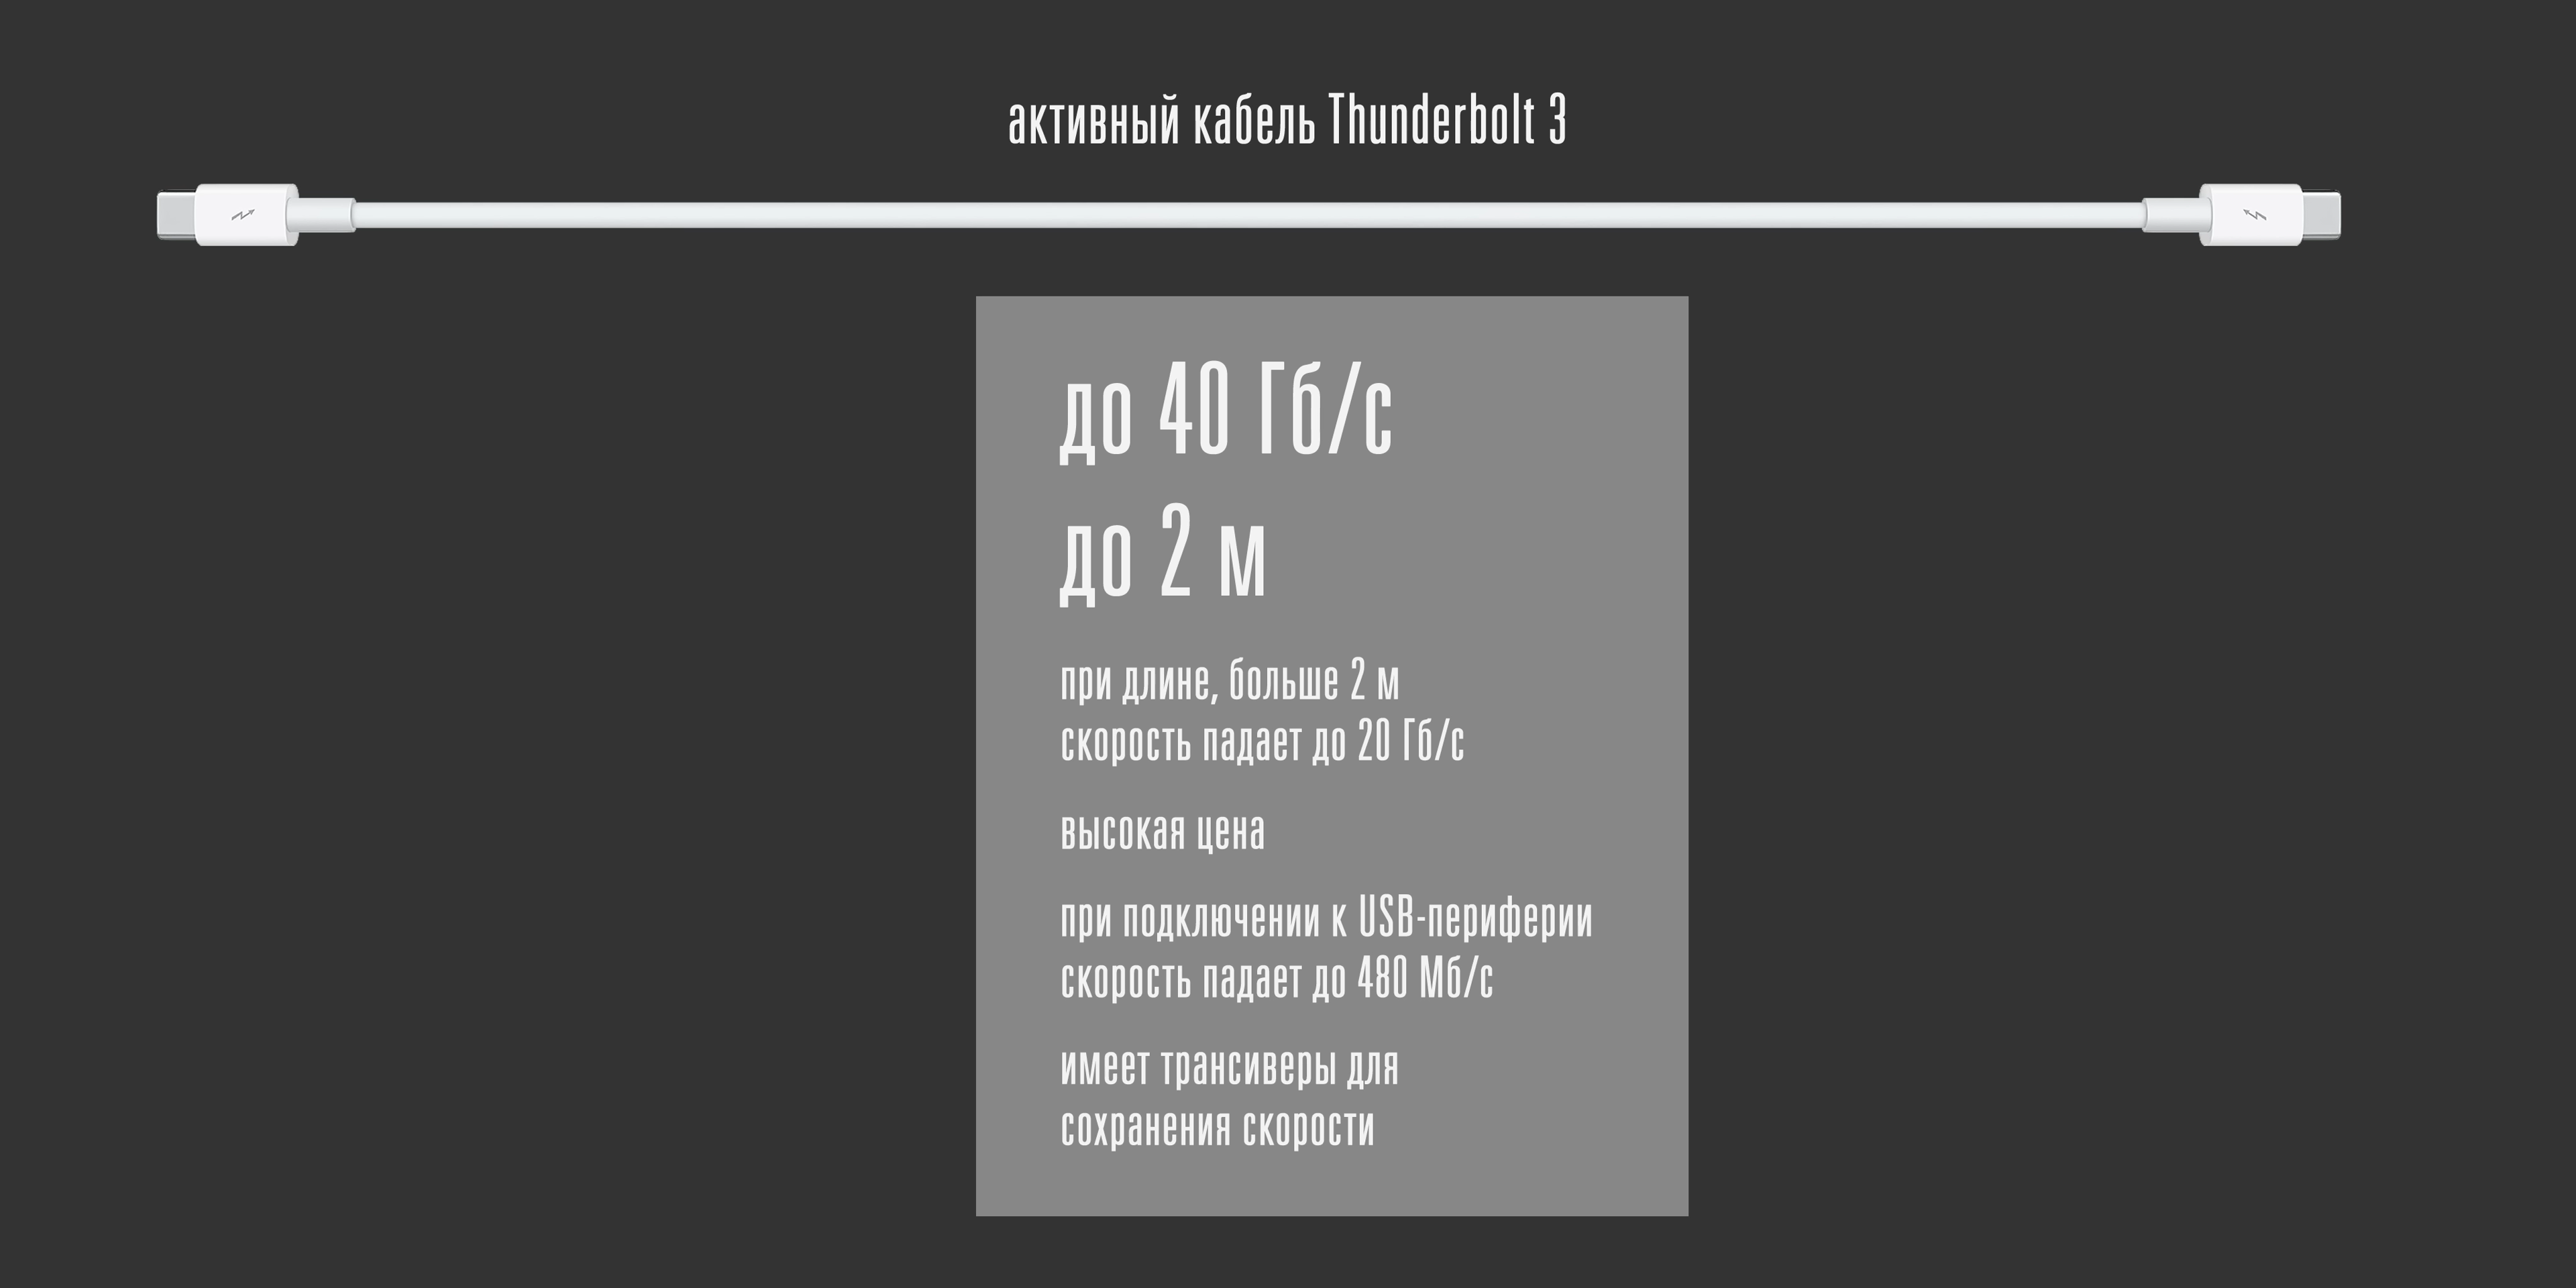 активный кабель Thunderbolt 3
до 40 Гб/с
до 2 м
при длине, больше 2 м
скорость падает до 20 Гб/с
высокая цена
при подключении к USB-периферии
скорость падает до 480 Мб/с
имеет трансиверы для
сохранения скорости